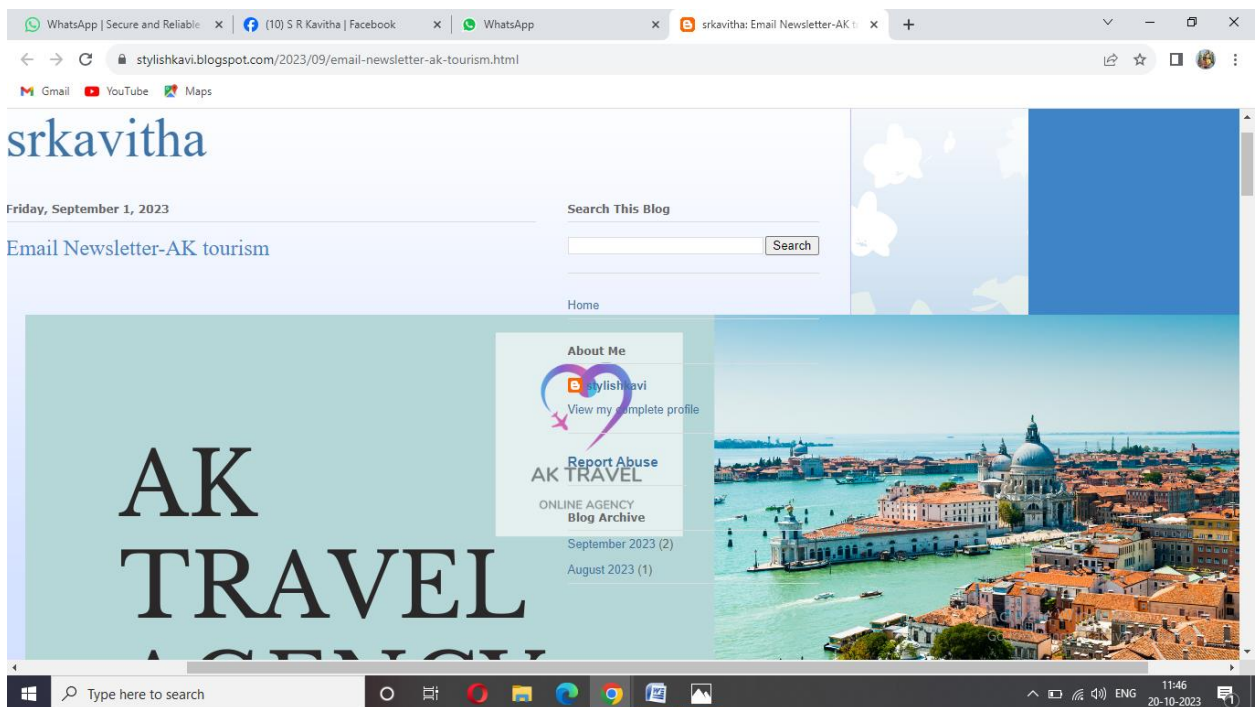 WhatsApp | Secure and Reliable
(10) S R Kavitha | Facebook
WhatsApp
srkavitha: Email Newsletter-AK t
stylishkavi.blogspot.com/2023/09/email-newsletter-ak-tourism.html
Gmail
YouTube
Maps
srkavitha
Friday, September 1, 2023
Email Newsletter-AK tourism
Search This Blog
Search
Home
About Me
stylishkavi
View my complete profile
Report Abuse
AK TRAVEL
ONLINE AGENCY
Blog Archive
September 2023 (2)
August 2023 (1)
AK
TRAVEL
AGENCY
Type here to search
ENG
11:46
20-10-2023
1